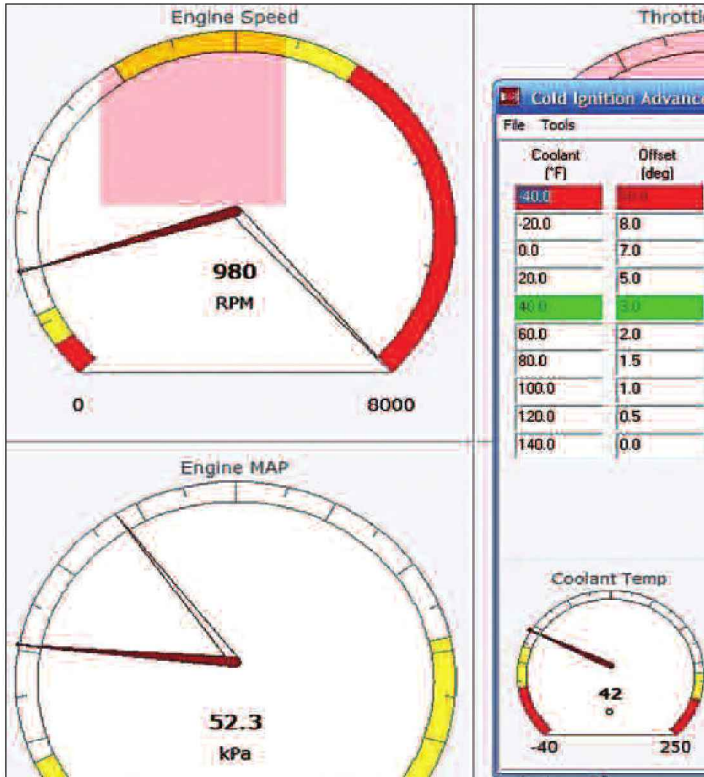 Engine Speed
980
RPM
0 8000
Engine MAP
52.3
kPa
Throttl
Cold Ignition Advance
File Tools
Coolant Offset
(°F) (deg)
-40.0
-20.0 8.0
0.0 7.0
20.0 5.0
40.0 3.0
60.0 2.0
80.0 1.5
100.0 1.0
120.0 0.5
140.0 0.0
Coolant Temp
42
°
-40 250